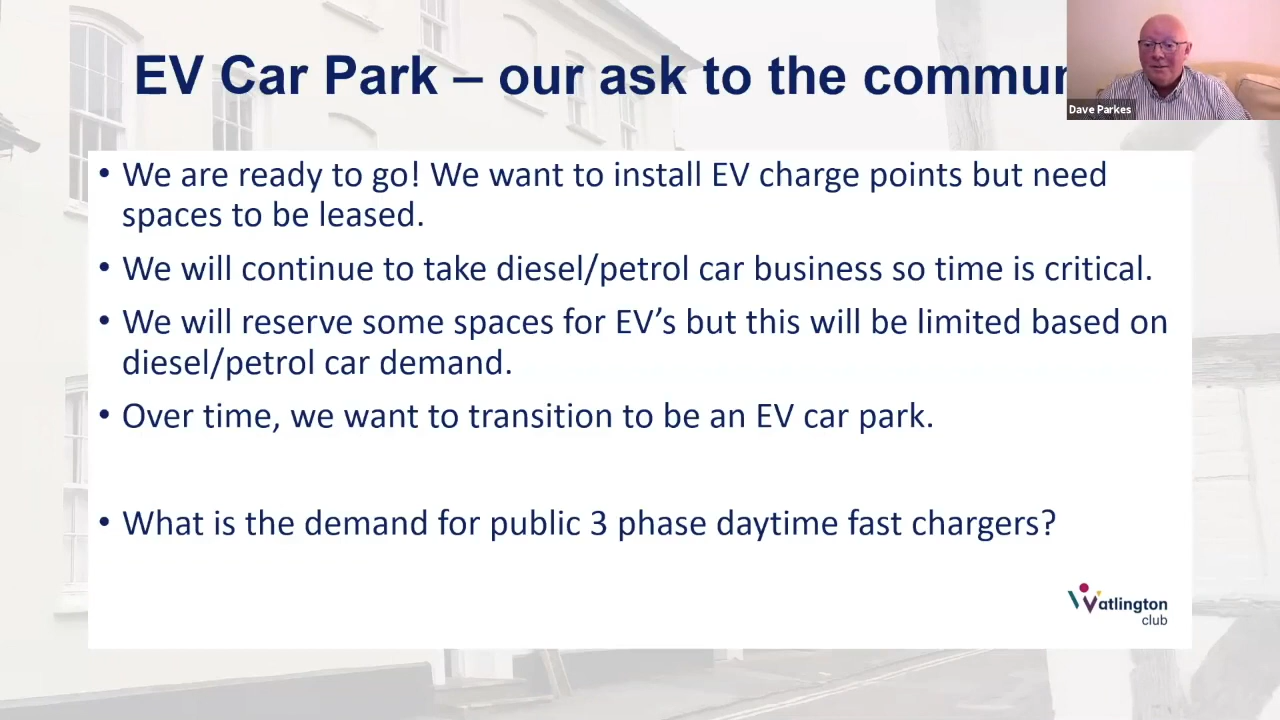 EV Car Park – our ask to the commun
Dave Parkes
• We are ready to go! We want to install EV charge points but need
spaces to be leased.
• We will continue to take diesel/petrol car business so time is critical.
• We will reserve some spaces for EV’s but this will be limited based on
diesel/petrol car demand.
• Over time, we want to transition to be an EV car park.
• What is the demand for public 3 phase daytime fast chargers?
Watlington
club